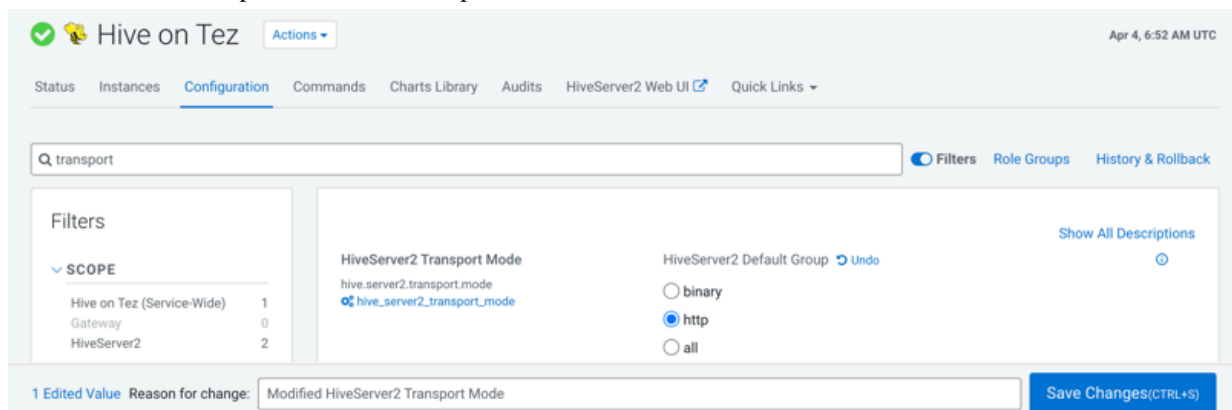 Hive on Tez Actions Apr 4, 6:52 AM UTC
Status Instances Configuration Commands Charts Library Audits HiveServer2 Web UI Quick Links
transport Filters Role Groups History & Rollback
Filters
Show All Descriptions
SCOPE
HiveServer2 Transport Mode HiveServer2 Default Group Undo
hive.server2.transport.mode binary
Hive on Tez (Service-Wide) 1 hive_server2_transport_mode
Gateway 0 http
HiveServer2 2 all
1 Edited Value Reason for change: Modified HiveServer2 Transport Mode Save Changes(CTRL+S)